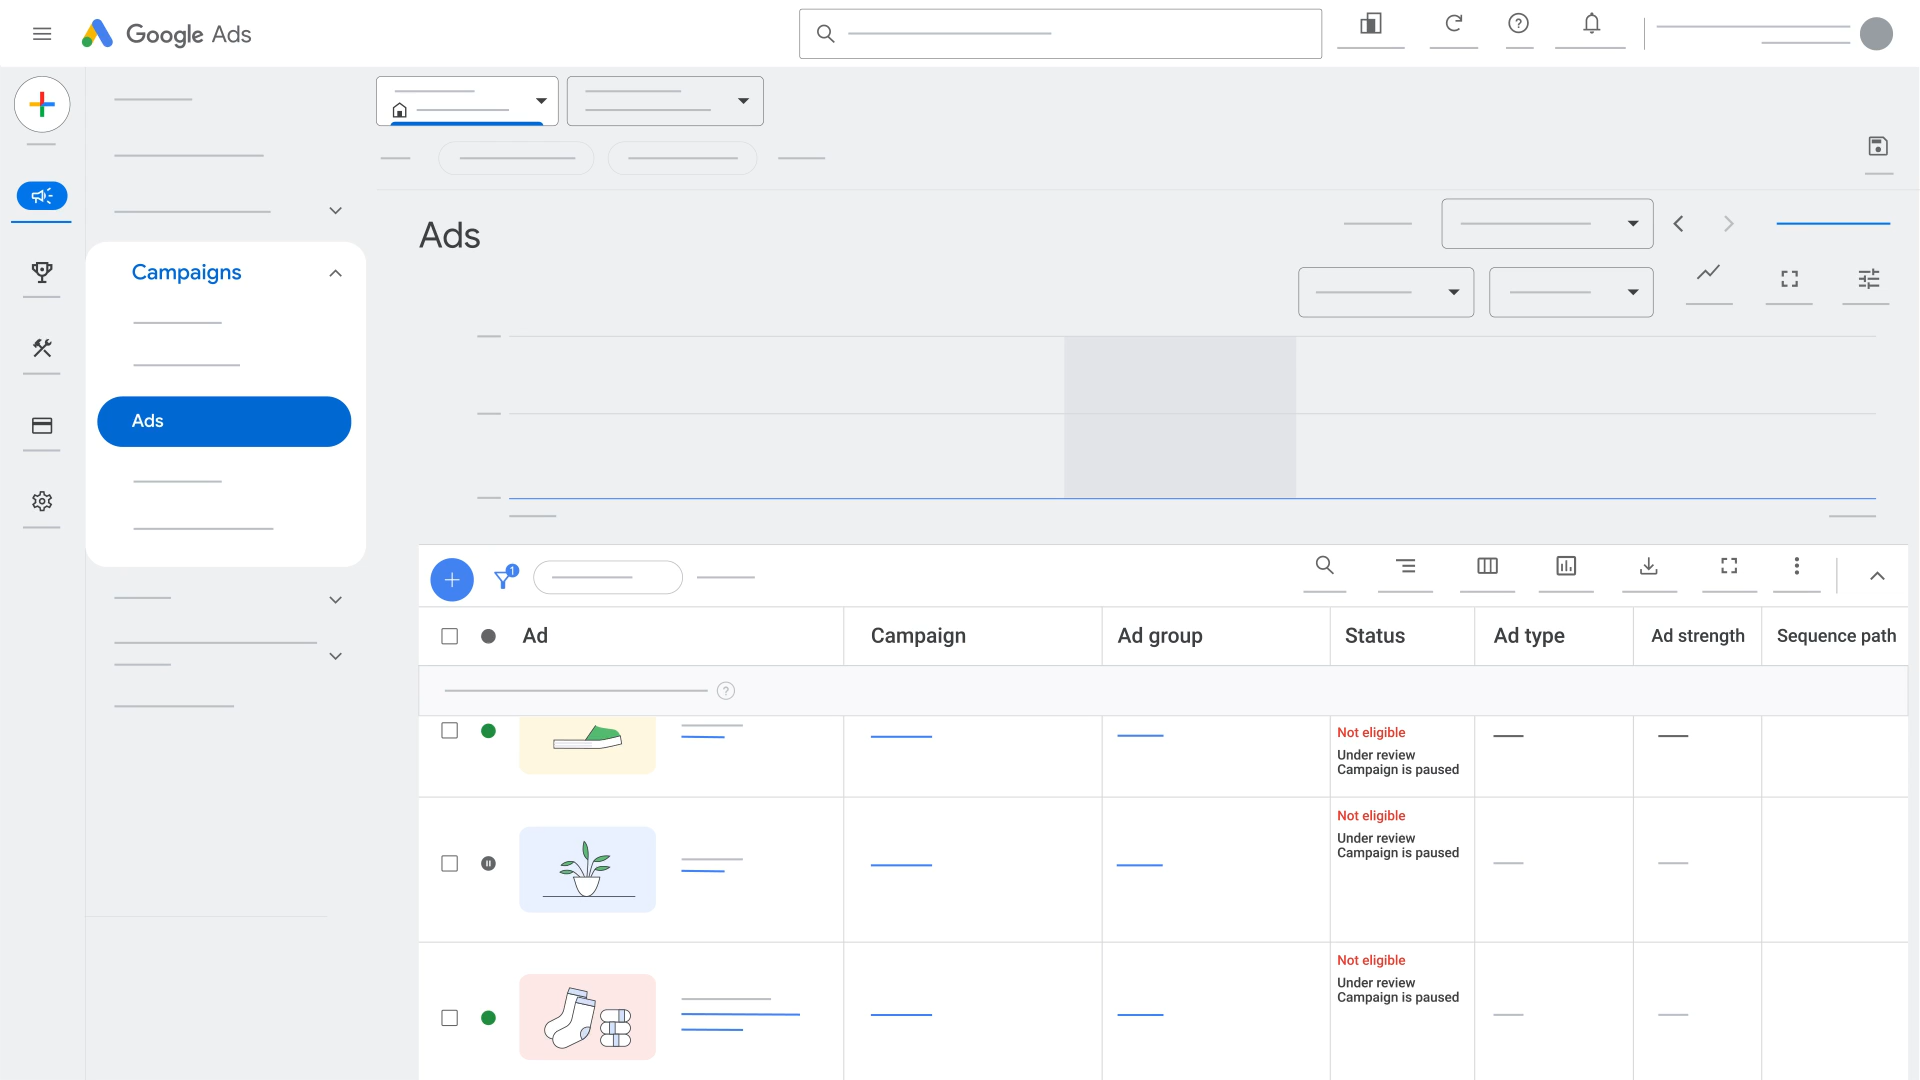 Google Ads
Ads
Campaigns
Ads
1
Ad
Campaign
Ad group
Status
Ad type
Ad strength
Sequence path
Not eligible
Under review
Campaign is paused
Not eligible
Under review
Campaign is paused
Not eligible
Under review
Campaign is paused